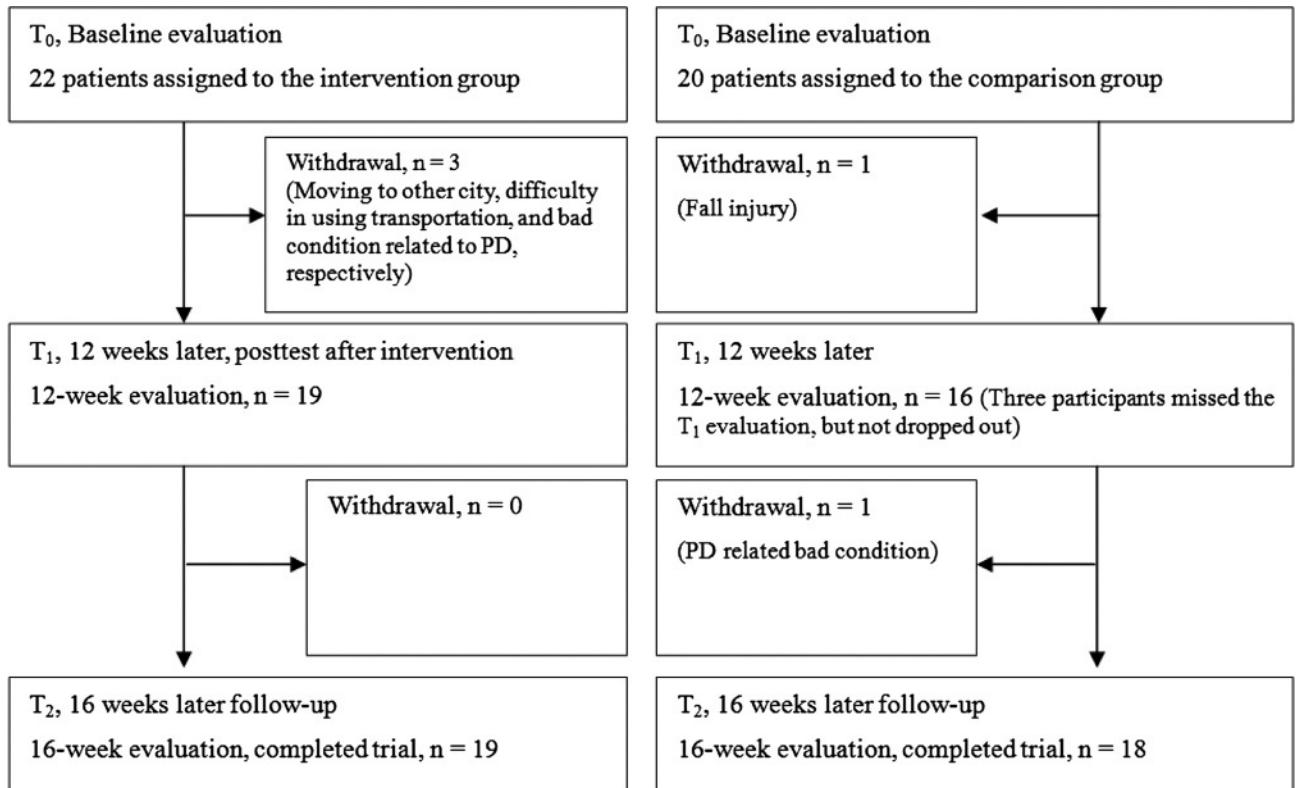 T₀, Baseline evaluation
22 patients assigned to the intervention group
Withdrawal, n = 3
(Moving to other city, difficulty
in using transportation, and bad
condition related to PD,
respectively)
T₁, 12 weeks later, posttest after intervention
12-week evaluation, n = 19
Withdrawal, n = 0
T₂, 16 weeks later follow-up
16-week evaluation, completed trial, n = 19
T₀, Baseline evaluation
20 patients assigned to the comparison group
Withdrawal, n = 1
(Fall injury)
T₁, 12 weeks later
12-week evaluation, n = 16 (Three participants missed the
T₁ evaluation, but not dropped out)
Withdrawal, n = 1
(PD related bad condition)
T₂, 16 weeks later follow-up
16-week evaluation, completed trial, n = 18